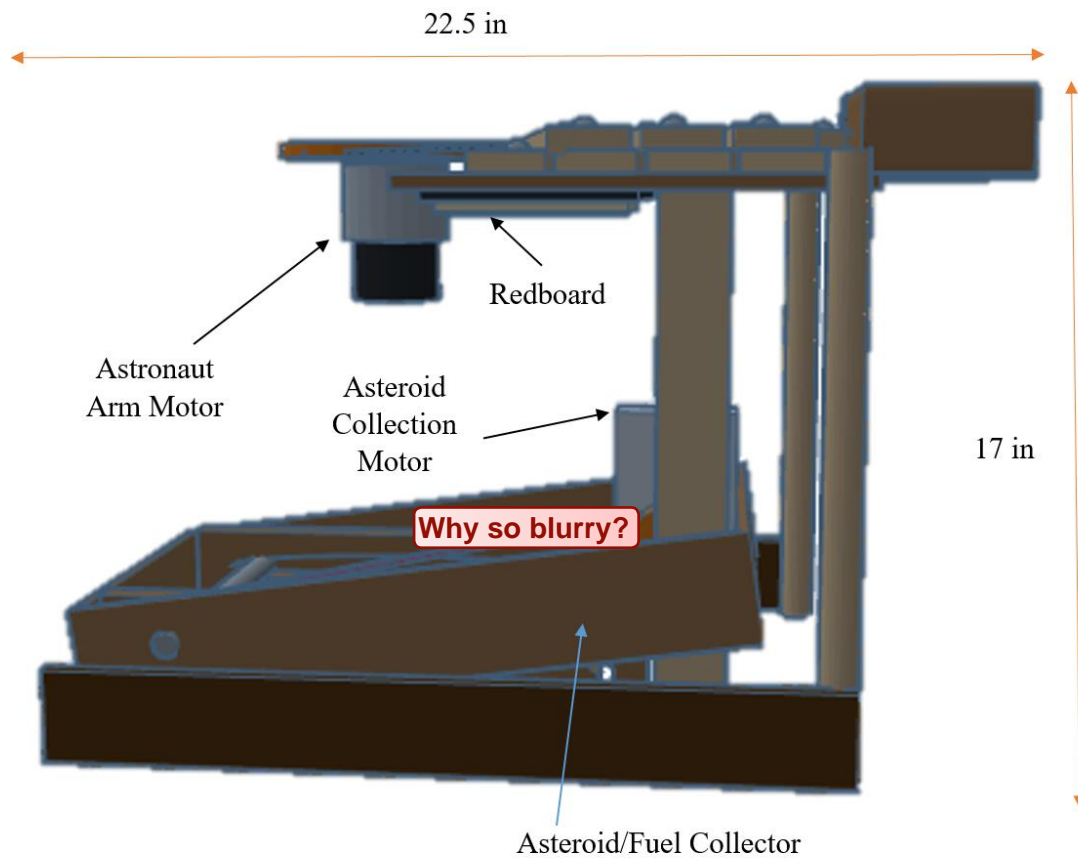 22.5 in
Redboard
Astronaut
Arm Motor
Asteroid
Collection
Motor
17 in
Why so blurry?
Asteroid/Fuel Collector